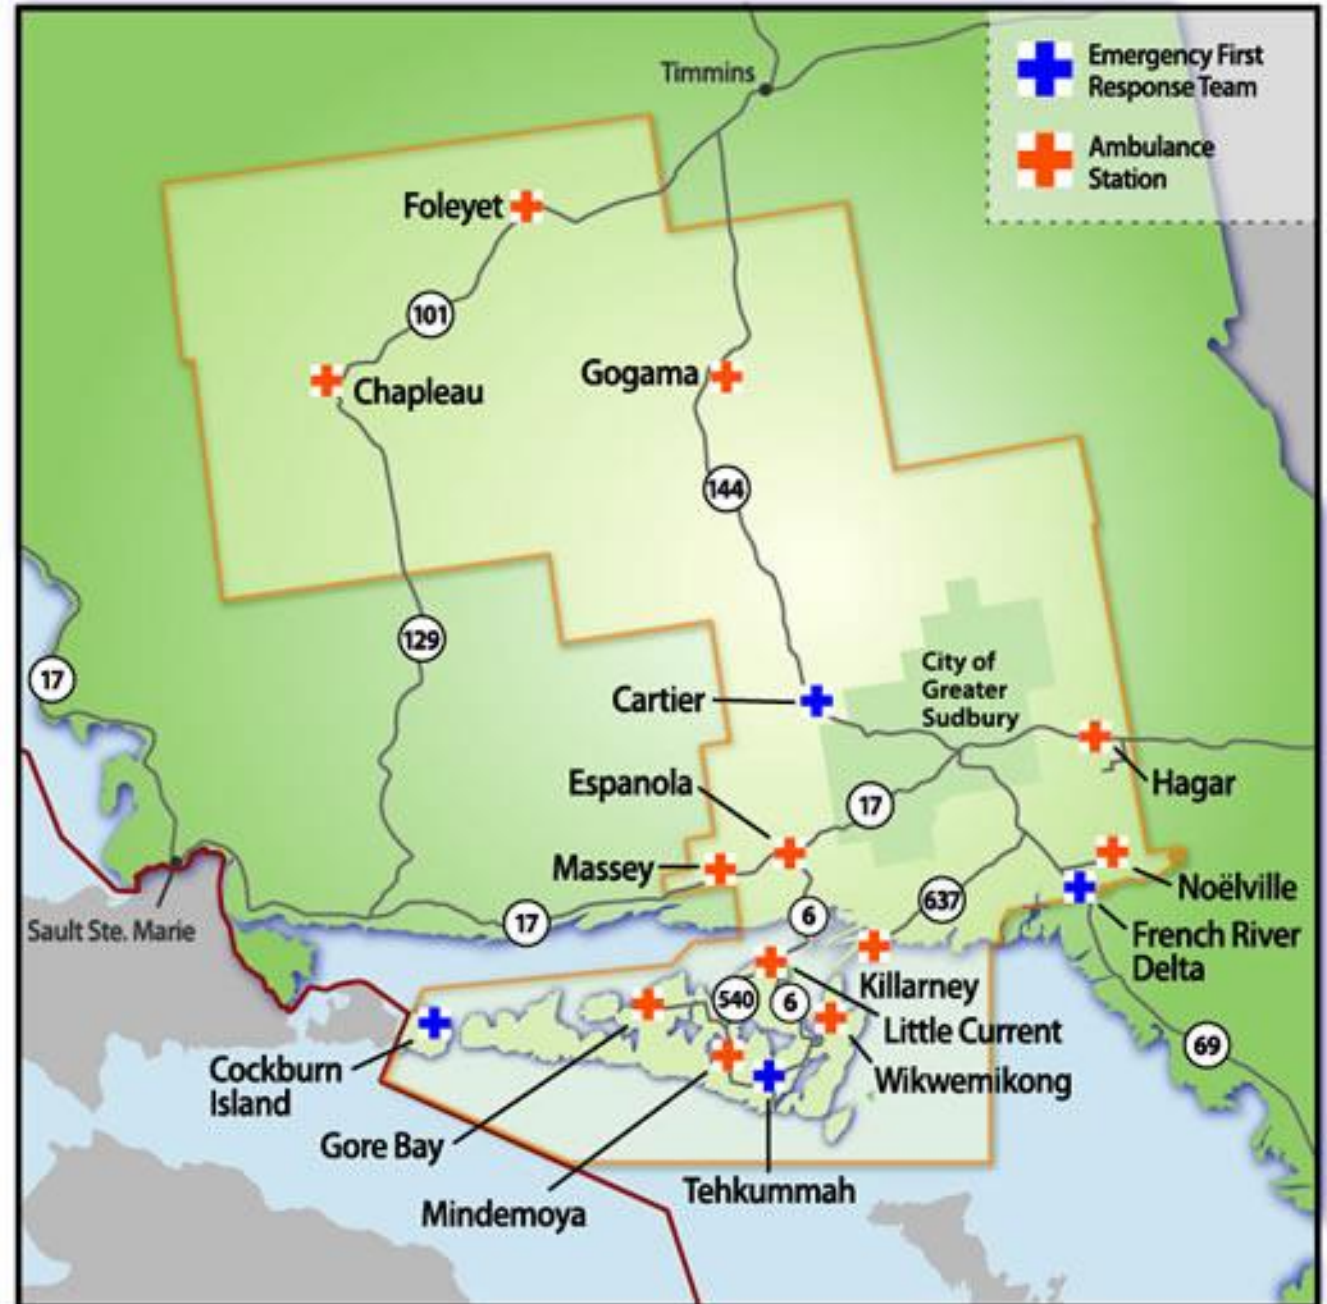 Emergency First
Response Team
Ambulance
Station
Timmins
Foleyet
101
Chapleau
Gogama
144
129
17
City of
Greater
Sudbury
Cartier
Espanola
Hagar
17
Massey
Noëlville
637
17
6
French River
Delta
Sault Ste. Marie
Killarney
540
6
Little Current
69
Cockburn
Island
Wikwemikong
Gore Bay
Tehkummah
Mindemoya